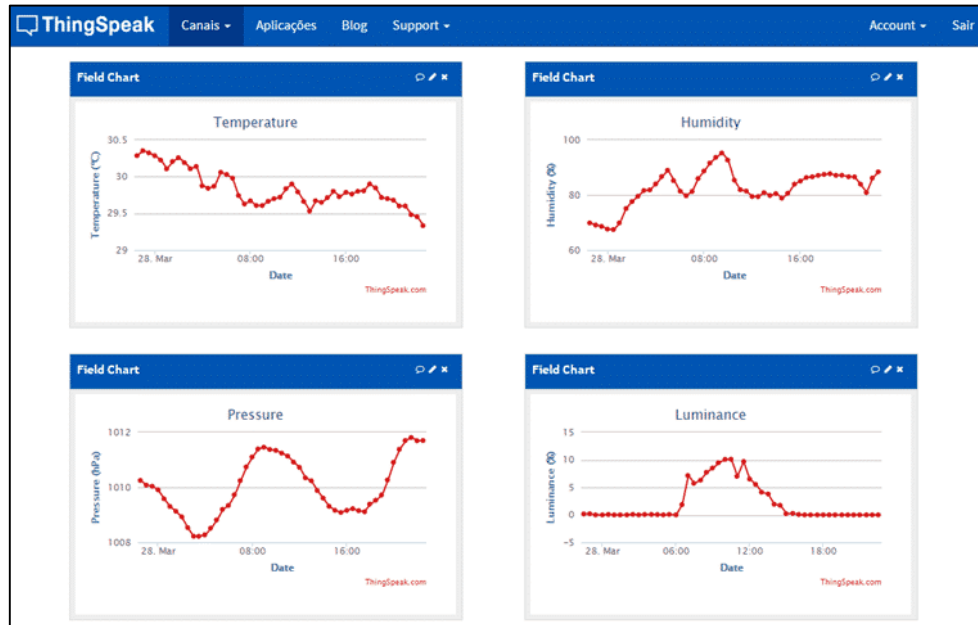 ThingSpeak Canais Aplicações Blog Support Account Sair
Field Chart
Temperature
30.5
30
29.5
29
Temperature (°C)
28. Mar 08:00 16:00
Date
ThingSpeak.com
Field Chart
Humidity
100
80
60
Humidity (%)
28. Mar 08:00 16:00
Date
ThingSpeak.com
Field Chart
Pressure
1012
1010
1008
Pressure (hPa)
28. Mar 08:00 16:00
Date
ThingSpeak.com
Field Chart
Luminance
15
10
5
0
-5
Luminance (%)
28. Mar 06:00 12:00 18:00
Date
ThingSpeak.com